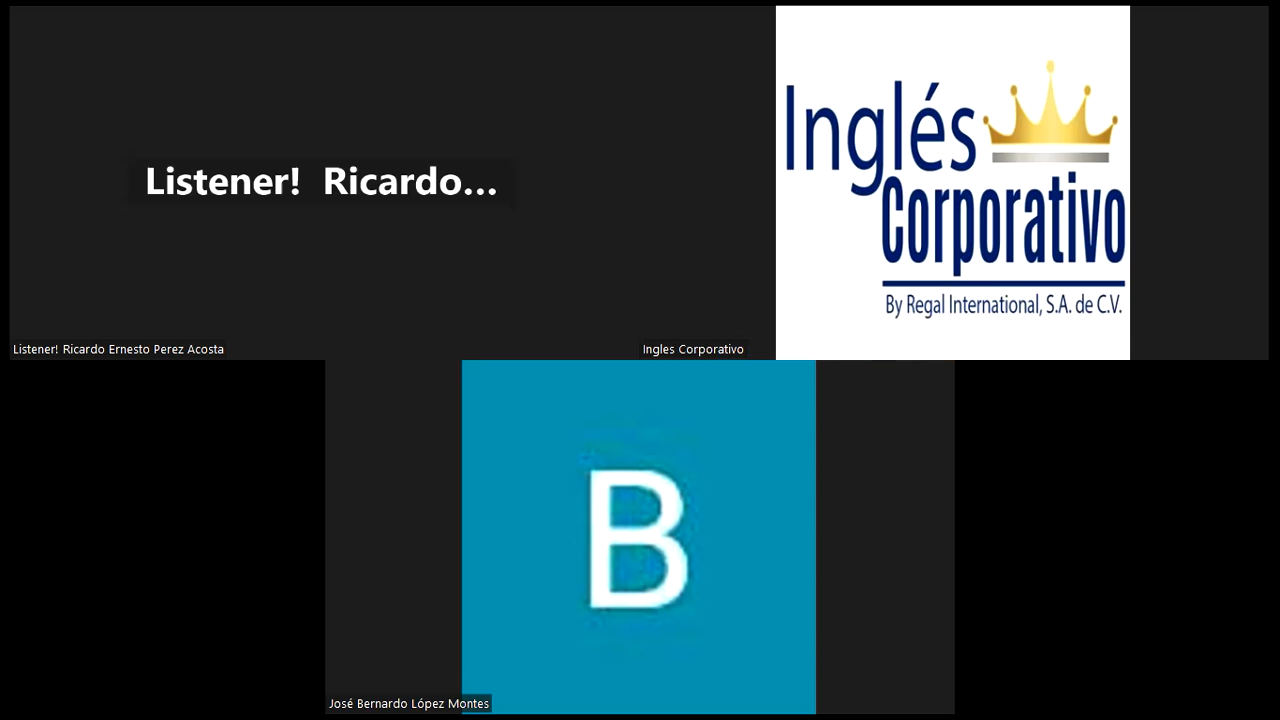 Listener! Ricardo...
Listener! Ricardo Ernesto Perez Acosta
Inglés
Corporativo
By Regal International, S.A. de C.V.
Ingles Corporativo
B
José Bernardo López Montes